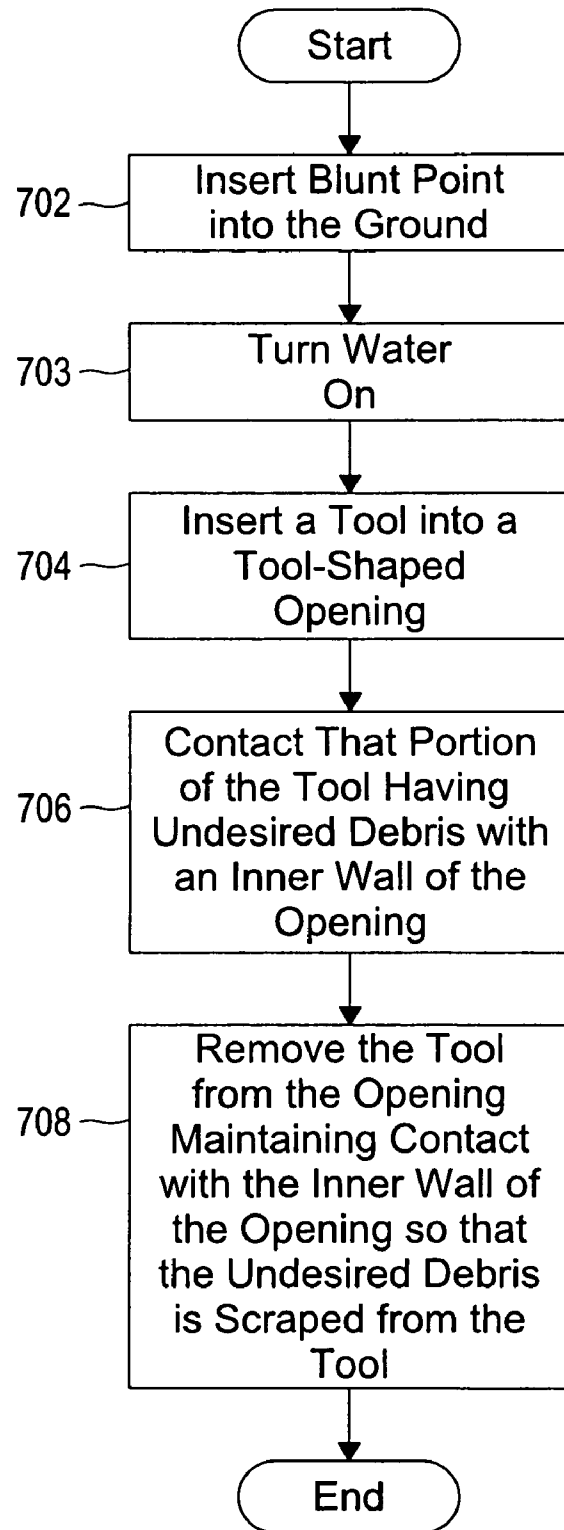 Start
702
Insert Blunt Point
into the Ground
703
Turn Water
On
704
Insert a Tool into a
Tool-Shaped
Opening
706
Contact That Portion
of the Tool Having
Undesired Debris with
an Inner Wall of the
Opening
708
Remove the Tool
from the Opening
Maintaining Contact
with the Inner Wall of
the Opening so that
the Undesired Debris
is Scraped from the
Tool
End